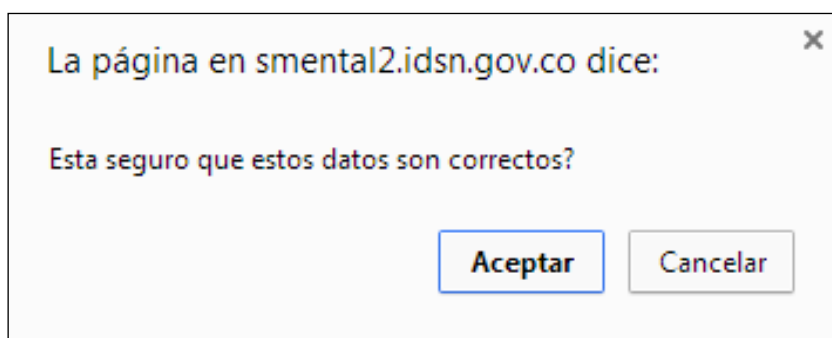 La página en smental2.idsn.gov.co dice:
Esta seguro que estos datos son correctos?
Aceptar Cancelar